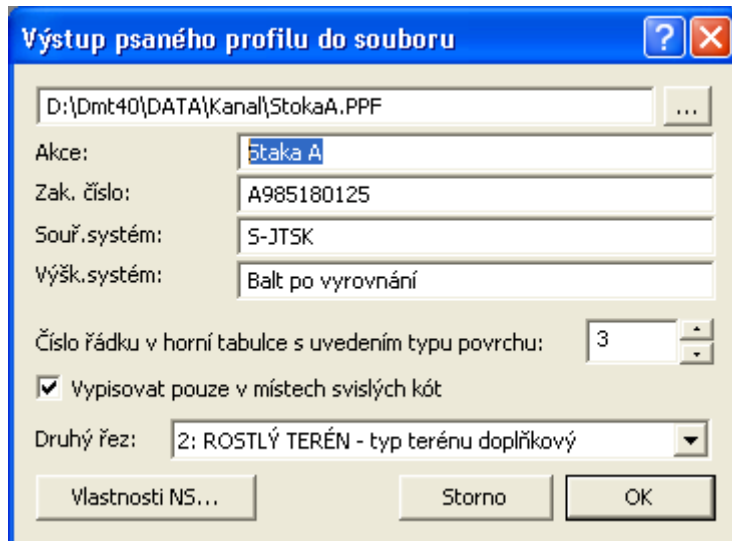 Výstup psaného profilu do souboru
D:\Dmt40\DATA\Kanal\StokaA.PPF ...
Akce: Staka A
Zak. číslo: A985180125
Souř.systém: S-JTSK
Výšk.systém: Balt po vyrovnání
Číslo řádku v horní tabulce s uvedením typu povrchu: 3
Vypisovat pouze v místech svislých kót
Druhý řez: 2: ROSTLÝ TERÉN - typ terénu doplňkový
Vlastnosti NS... Storno OK